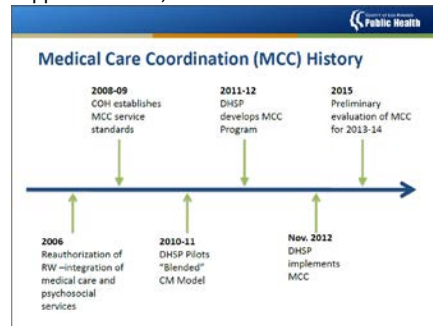 Public Health
Medical Care Coordination (MCC) History
2008-09
COH establishes
MCC service
standards
2011-12
DHSP
develops MCC
Program
2015
Preliminary
evaluation of MCC
for 2013-14
2006
Reauthorization of
RW –integration of
medical care and
psychosocial
services
2010-11
DHSP Pilots
"Blended"
CM Model
Nov. 2012
DHSP
implements
MCC